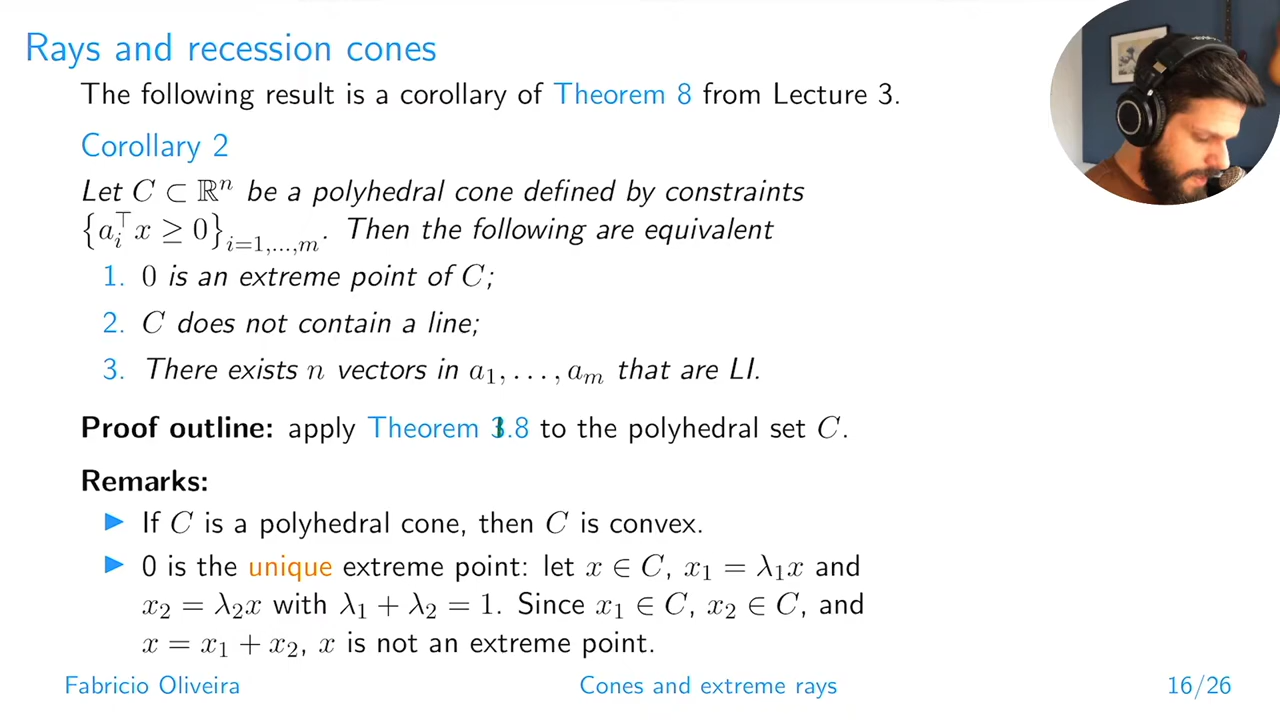 Rays and recession cones
The following result is a corollary of Theorem 8 from Lecture 3.
Corollary 2
Let C ⊂ ℝⁿ be a polyhedral cone defined by constraints
{aᵢ⊤x ≥ 0}ᵢ₌₁,...,ₘ. Then the following are equivalent
1. 0 is an extreme point of C;
2. C does not contain a line;
3. There exists n vectors in a₁, . . . , aₘ that are LI.
Proof outline: apply Theorem 3.8 to the polyhedral set C.
Remarks:
▶ If C is a polyhedral cone, then C is convex.
▶ 0 is the unique extreme point: let x ∈ C, x₁ = λ₁x and
x₂ = λ₂x with λ₁ + λ₂ = 1. Since x₁ ∈ C, x₂ ∈ C, and
x = x₁ + x₂, x is not an extreme point.
Fabricio Oliveira
Cones and extreme rays
16/26